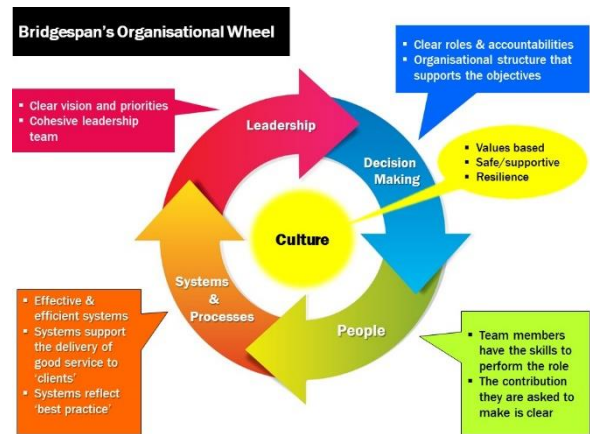 Bridgespan's Organisational Wheel
▪ Clear roles & accountabilities
▪ Organisational structure that
supports the objectives
▪ Clear vision and priorities
▪ Cohesive leadership
team
Leadership
Decision
Making
▪ Values based
▪ Safe/supportive
▪ Resilience
Culture
Systems
&
Processes
People
▪ Effective &
efficient systems
▪ Systems support
the delivery of
good service to
'clients'
▪ Systems reflect
'best practice'
▪ Team members
have the skills to
perform the role
▪ The contribution
they are asked to
make is clear